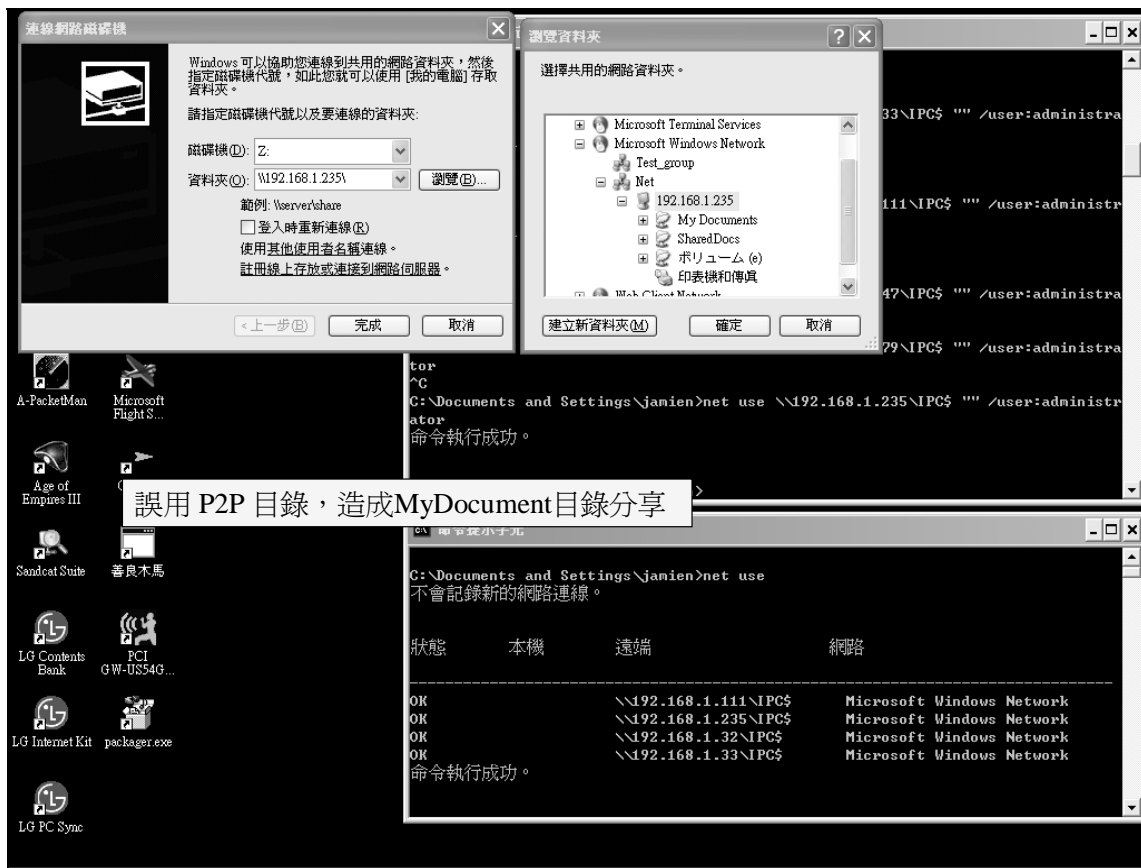 連線網路磁碟機
Windows 可以協助您連線到共用的網路資料夾,然後
指定磁碟機代號,如此您就可以使用 [我的電腦] 存取
資料夾。
請指定磁碟機代號以及要連線的資料夾:
磁碟機(D): Z:
資料夾(O): \\192.168.1.235\ 瀏覽(B)...
範例: \\server\share
登入時重新連線(R)
使用其他使用者名稱連線。
註冊線上存放或連接到網路伺服器。
<上一步(B) 完成 取消
瀏覽資料夾
選擇共用的網路資料夾。
Microsoft Terminal Services
Microsoft Windows Network
Test_group
Net
192.168.1.235
My Documents
SharedDocs
ボリューム (e)
印表機和傳真
Web Client Network
建立新資料夾(M) 確定 取消
33\IPC$ "" /user:administra
111\IPC$ "" /user:administr
47\IPC$ "" /user:administra
79\IPC$ "" /user:administra
tor
^C
C:\Documents and Settings\jamien>net use \\192.168.1.235\IPC$ "" /user:administr
ator
命令執行成功。
>
誤用 P2P 目錄,造成MyDocument目錄分享
命令提示字元
C:\Documents and Settings\jamien>net use
不會記錄新的網路連線。
狀態 本機 遠端 網路
-------------------------------------------------------------------------------
OK \\192.168.1.111\IPC$ Microsoft Windows Network
OK \\192.168.1.235\IPC$ Microsoft Windows Network
OK \\192.168.1.32\IPC$ Microsoft Windows Network
OK \\192.168.1.33\IPC$ Microsoft Windows Network
命令執行成功。
A-PacketMan
Microsoft
Flight S...
Age of
Empires III
Sandcat Suite
善良木馬
LG Contents
Bank
PCI
GW-US54G...
LG Internet Kit
packager.exe
LG PC Sync